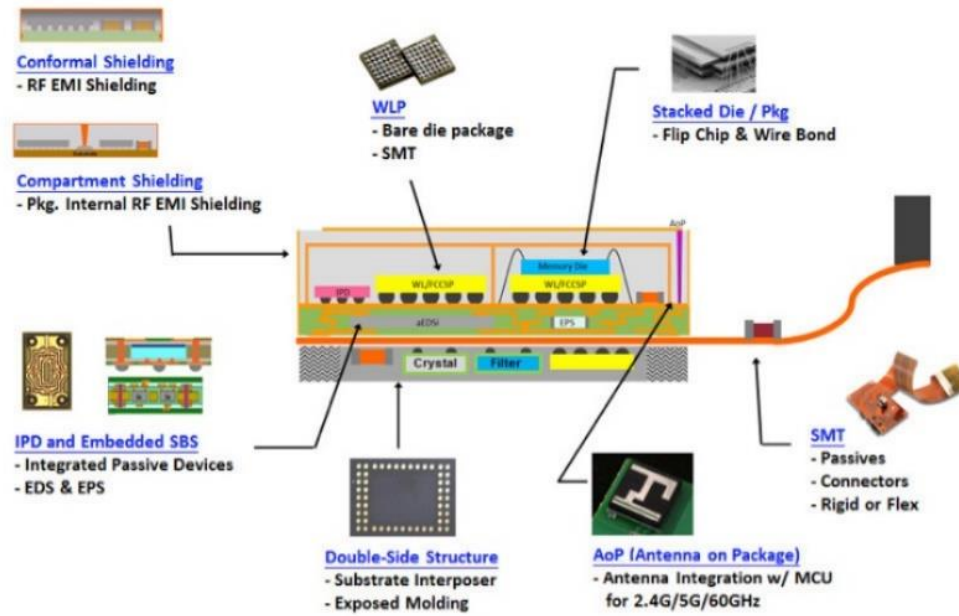 Conformal Shielding
- RF EMI Shielding
Compartment Shielding
- Pkg. Internal RF EMI Shielding
WLP
- Bare die package
- SMT
Stacked Die / Pkg
- Flip Chip & Wire Bond
AoP
Memory Die
IPD
WL/FCCSP
WL/FCCSP
aEDSi
EPS
Crystal
Filter
IPD and Embedded SBS
- Integrated Passive Devices
- EDS & EPS
Double-Side Structure
- Substrate Interposer
- Exposed Molding
AoP (Antenna on Package)
- Antenna Integration w/ MCU
for 2.4G/5G/60GHz
SMT
- Passives
- Connectors
- Rigid or Flex